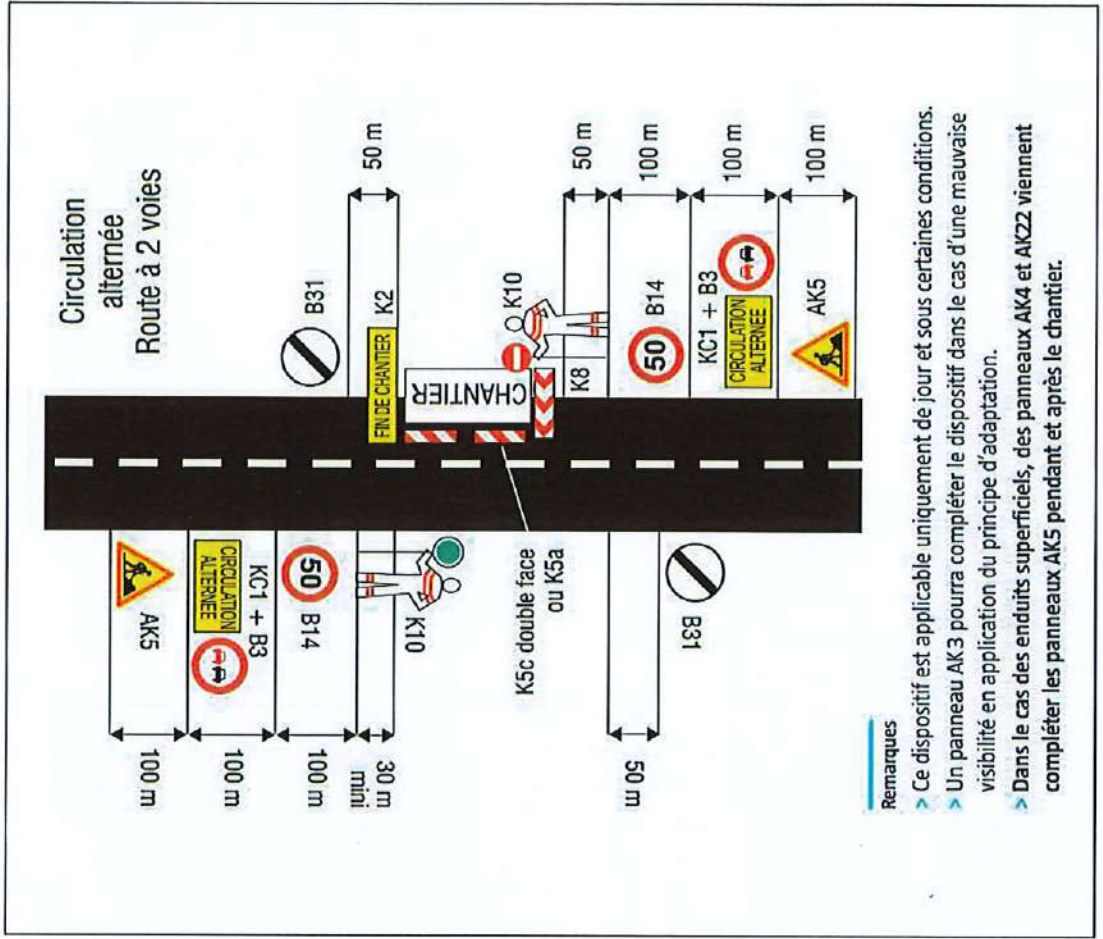 Circulation
alternée
Route à 2 voies
B31
50 m
FIN DE CHANTIER
K2
CHANTIER
K10
K8
50 m
50
B14
100 m
KC1 + B3
CIRCULATION
ALTERNÉE
100 m
AK5
100 m
100 m
AK5
100 m
CIRCULATION
ALTERNÉE
KC1 + B3
100 m
50
B14
30 m
mini
K10
K5c double face
ou K5a
50 m
B31
Remarques
> Ce dispositif est applicable uniquement de jour et sous certaines conditions.
> Un panneau AK3 pourra compléter le dispositif dans le cas d'une mauvaise
visibilité en application du principe d'adaptation.
> Dans le cas des enduits superficiels, des panneaux AK4 et AK22 viennent
compléter les panneaux AK5 pendant et après le chantier.